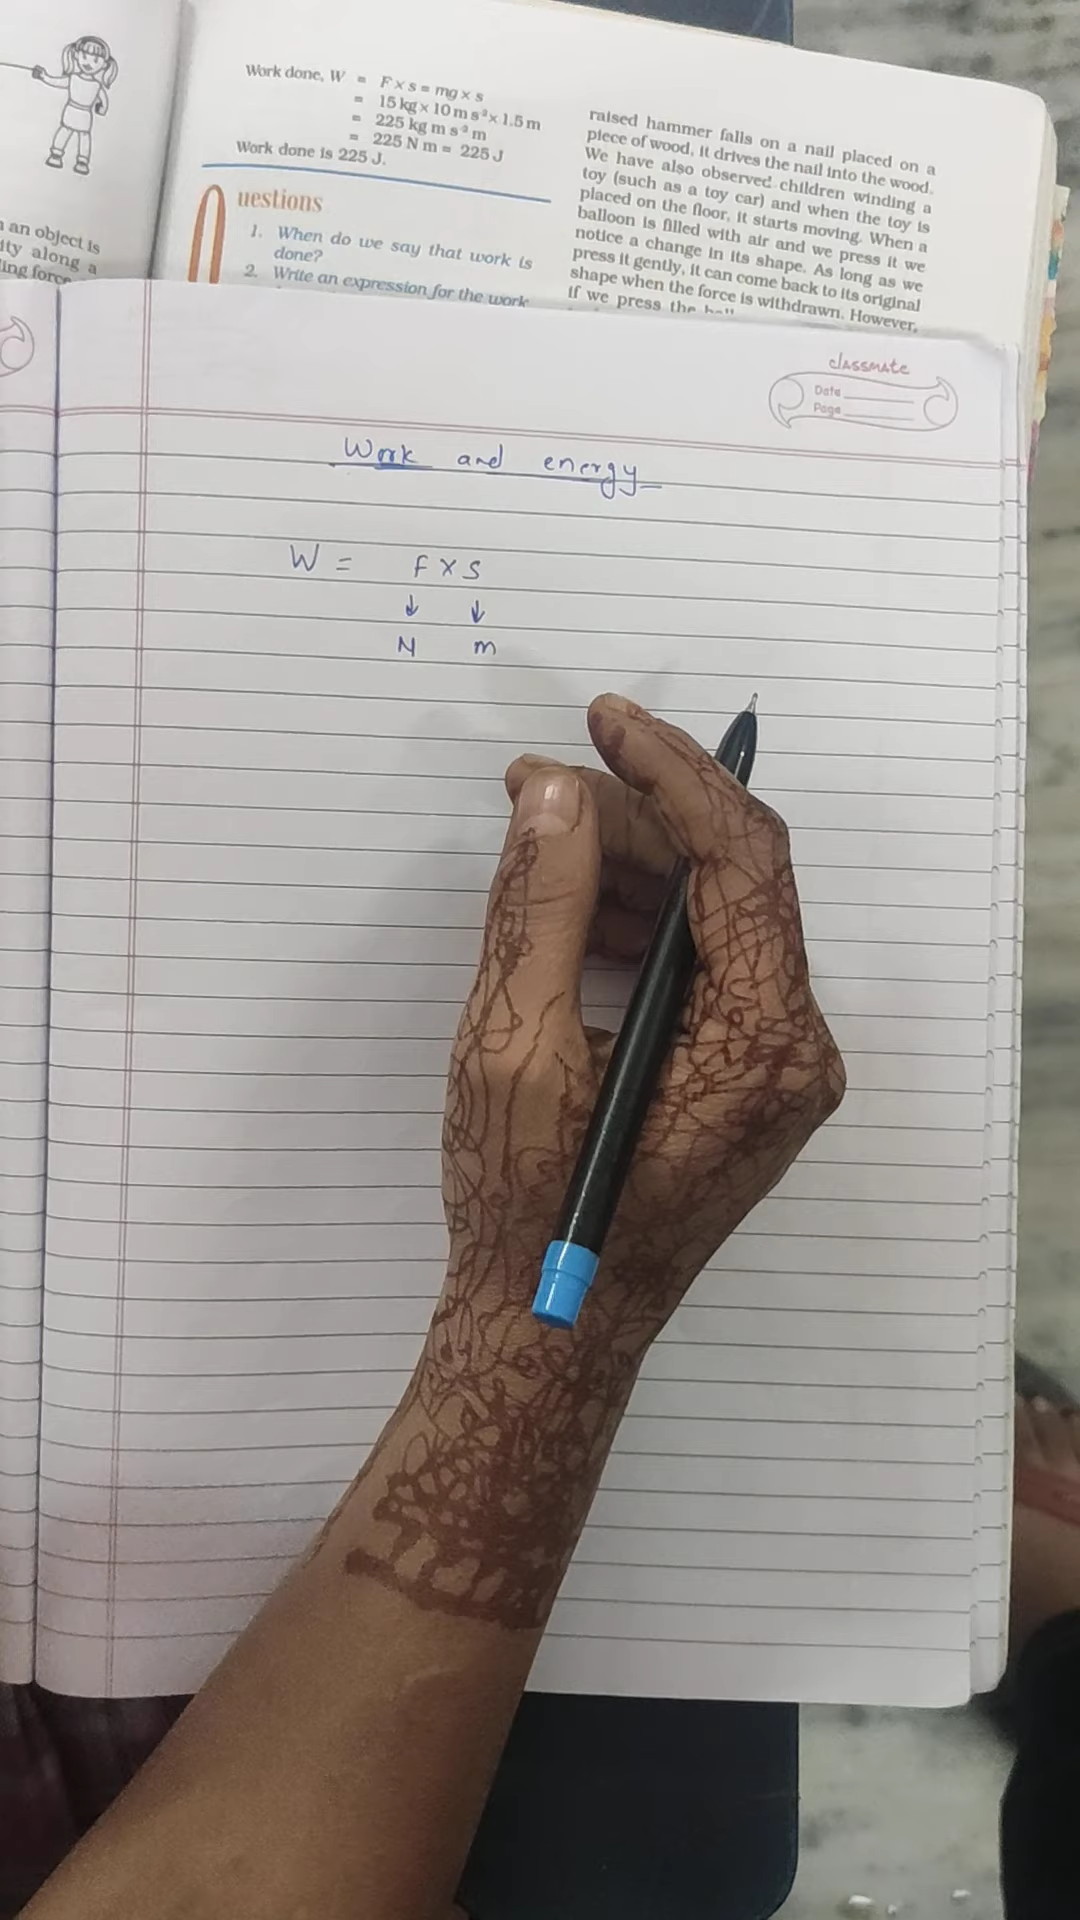 Work done, W = F × s = mg × s
= 15 kg × 10 m s⁻² × 1.5 m
= 225 kg m s⁻² m
= 225 N m = 225 J
Work done is 225 J.
uestions
1. When do we say that work is
done?
2. Write an expression for the work
an object is
ity along a
ing force
raised hammer falls on a nail placed on a
piece of wood, it drives the nail into the wood.
We have also observed children winding a
toy (such as a toy car) and when the toy is
placed on the floor, it starts moving. When a
balloon is filled with air and we press it we
notice a change in its shape. As long as we
press it gently, it can come back to its original
shape when the force is withdrawn. However,
if we press the
classmate
Date
Page
Work and energy
W = F × s
↓ ↓
N m